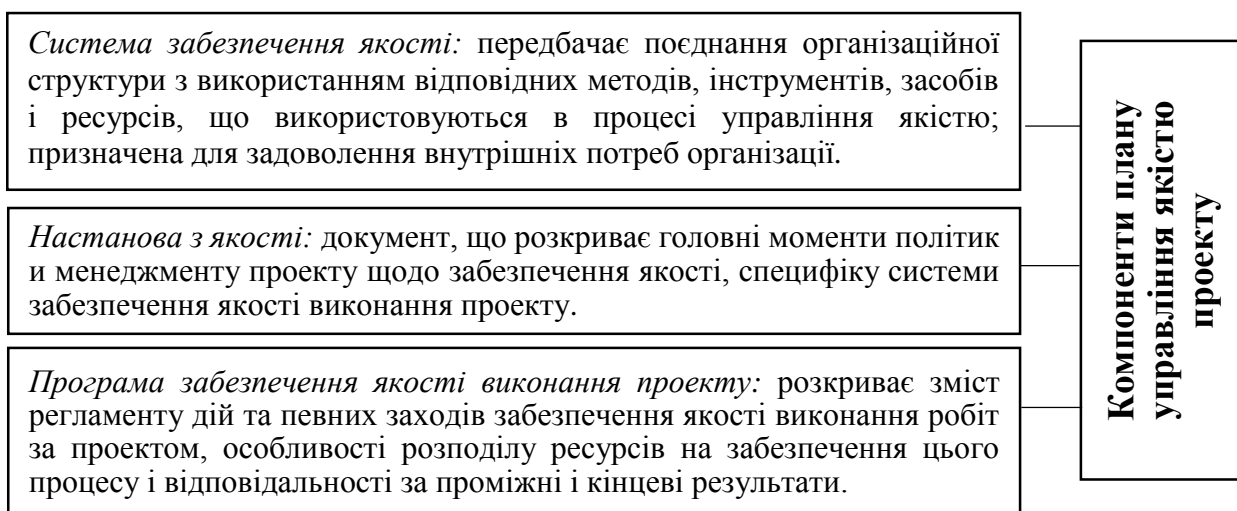 Система забезпечення якості: передбачає поєднання організаційної
структури з використанням відповідних методів, інструментів, засобів
і ресурсів, що використовуються в процесі управління якістю;
призначена для задоволення внутрішніх потреб організації.
Настанова з якості: документ, що розкриває головні моменти політик
и менеджменту проекту щодо забезпечення якості, специфіку системи
забезпечення якості виконання проекту.
Програма забезпечення якості виконання проекту: розкриває зміст
регламенту дій та певних заходів забезпечення якості виконання робіт
за проектом, особливості розподілу ресурсів на забезпечення цього
процесу і відповідальності за проміжні і кінцеві результати.
Компоненти плану
управління якістю
проекту